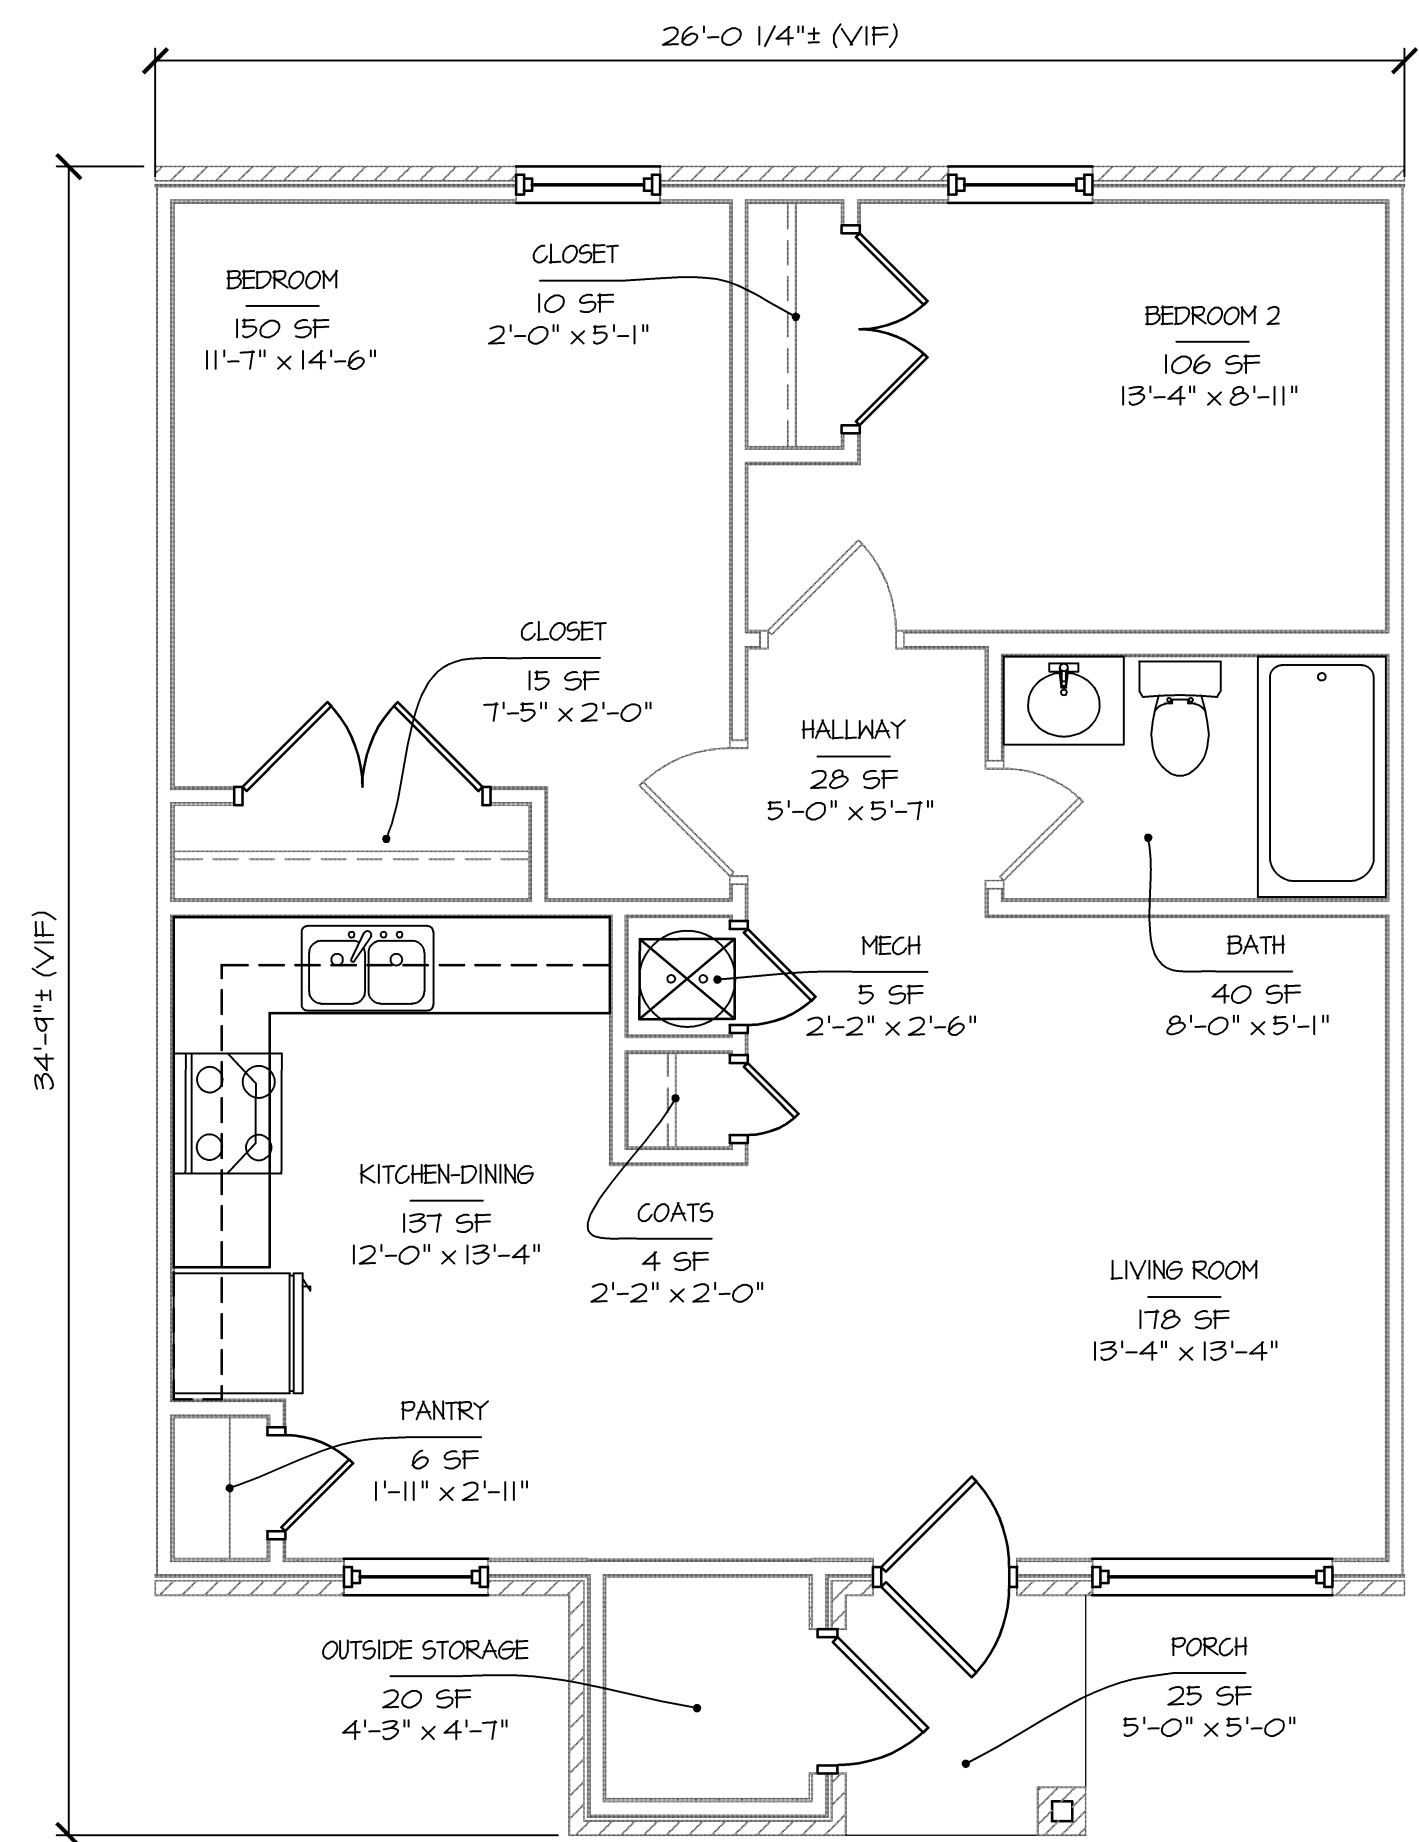 26'-0 1/4"± (VIF)
34'-9"± (VIF)
CLOSET
10 SF
2'-0" x 5'-1"
BEDROOM
150 SF
11'-7" x 14'-6"
BEDROOM 2
106 SF
13'-4" x 8'-11"
CLOSET
15 SF
7'-5" x 2'-0"
HALLWAY
28 SF
5'-0" x 5'-7"
MECH
5 SF
2'-2" x 2'-6"
BATH
40 SF
8'-0" x 5'-1"
KITCHEN-DINING
137 SF
12'-0" x 13'-4"
COATS
4 SF
2'-2" x 2'-0"
LIVING ROOM
178 SF
13'-4" x 13'-4"
PANTRY
6 SF
1'-11" x 2'-11"
OUTSIDE STORAGE
20 SF
4'-3" x 4'-7"
PORCH
25 SF
5'-0" x 5'-0"